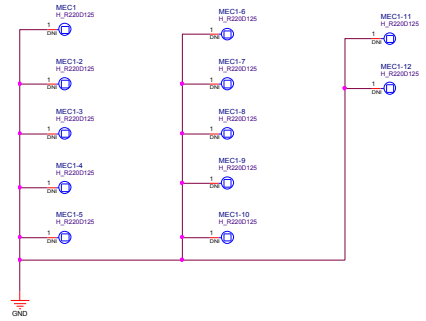 MEC1
H_R220D125
1
DNI
MEC1-2
H_R220D125
1
DNI
MEC1-3
H_R220D125
1
DNI
MEC1-4
H_R220D125
1
DNI
MEC1-5
H_R220D125
1
DNI
MEC1-6
H_R220D125
1
DNI
MEC1-7
H_R220D125
1
DNI
MEC1-8
H_R220D125
1
DNI
MEC1-9
H_R220D125
1
DNI
MEC1-10
H_R220D125
1
DNI
MEC1-11
H_R220D125
1
DNI
MEC1-12
H_R220D125
1
DNI
GND